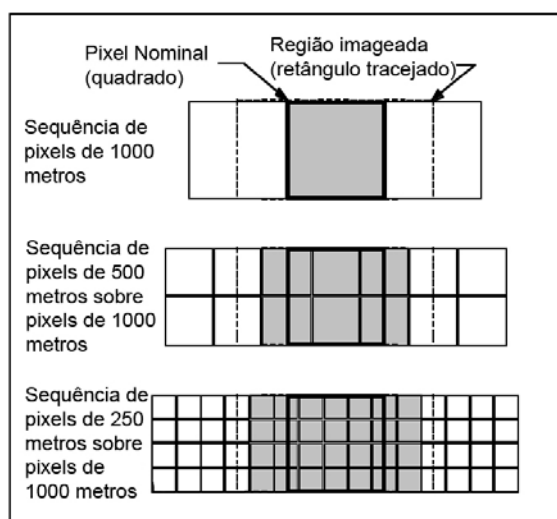 Pixel Nominal
(quadrado)
Região imageada
(retângulo tracejado)
Sequência de
pixels de 1000
metros
Sequência de
pixels de 500
metros sobre
pixels de 1000
metros
Sequência de
pixels de 250
metros sobre
pixels de
1000 metros